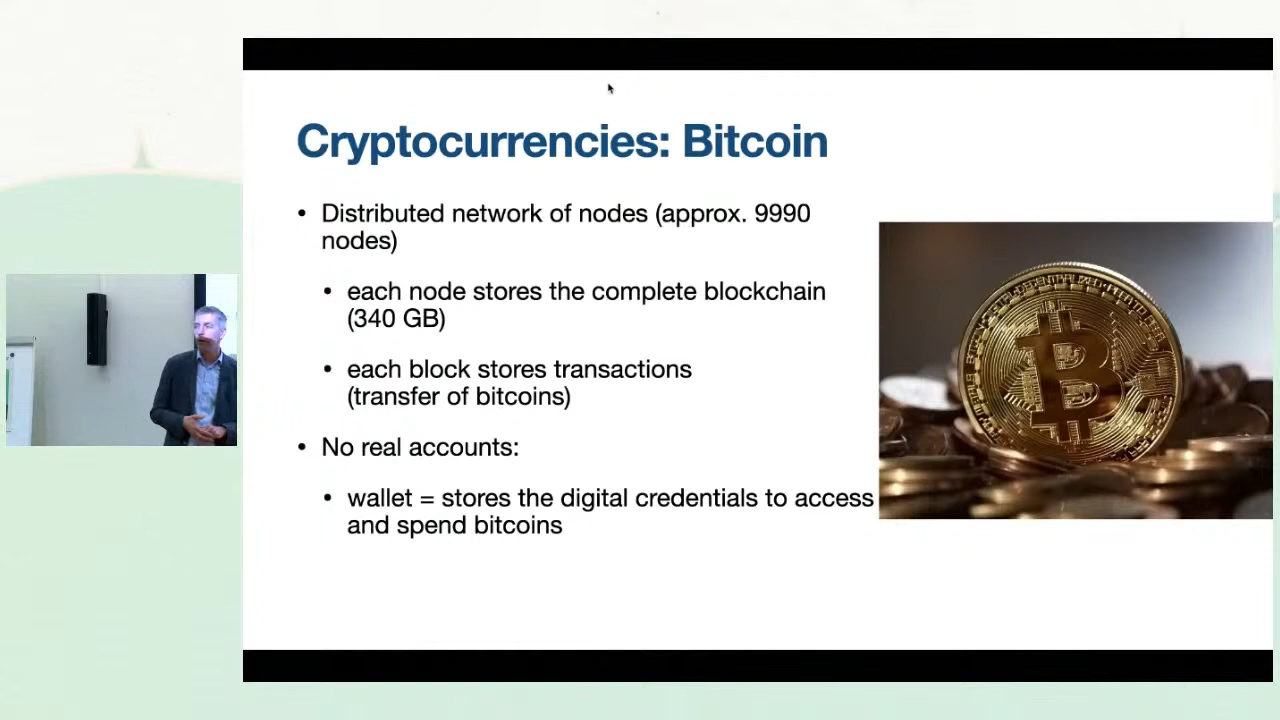 Cryptocurrencies: Bitcoin
• Distributed network of nodes (approx. 9990
nodes)
• each node stores the complete blockchain
(340 GB)
• each block stores transactions
(transfer of bitcoins)
• No real accounts:
• wallet = stores the digital credentials to access
and spend bitcoins